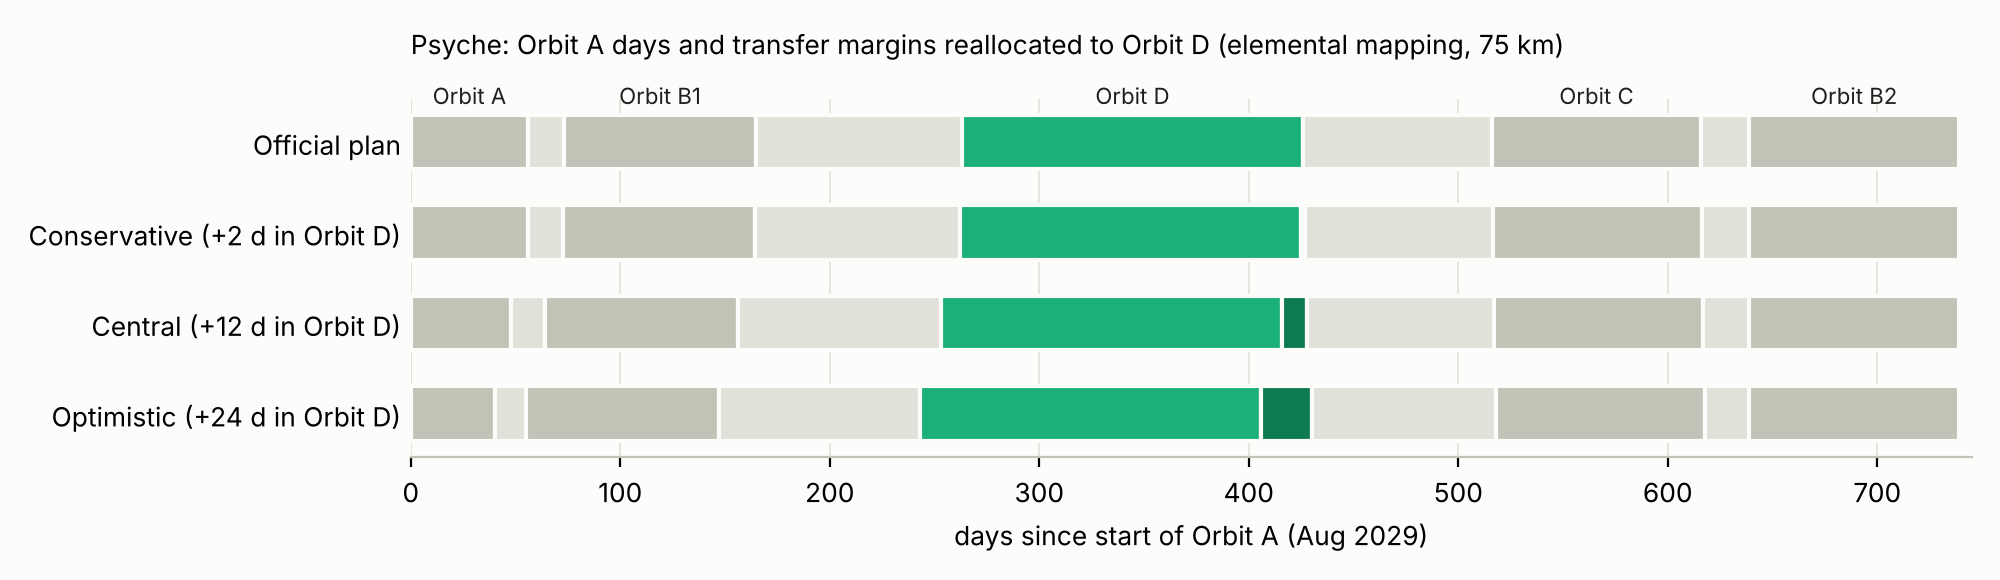 Psyche: Orbit A days and transfer margins reallocated to Orbit D (elemental mapping, 75 km)
Orbit A Orbit B1 Orbit D Orbit C Orbit B2
Official plan
Conservative (+2 d in Orbit D)
Central (+12 d in Orbit D)
Optimistic (+24 d in Orbit D)
0 100 200 300 400 500 600 700
days since start of Orbit A (Aug 2029)